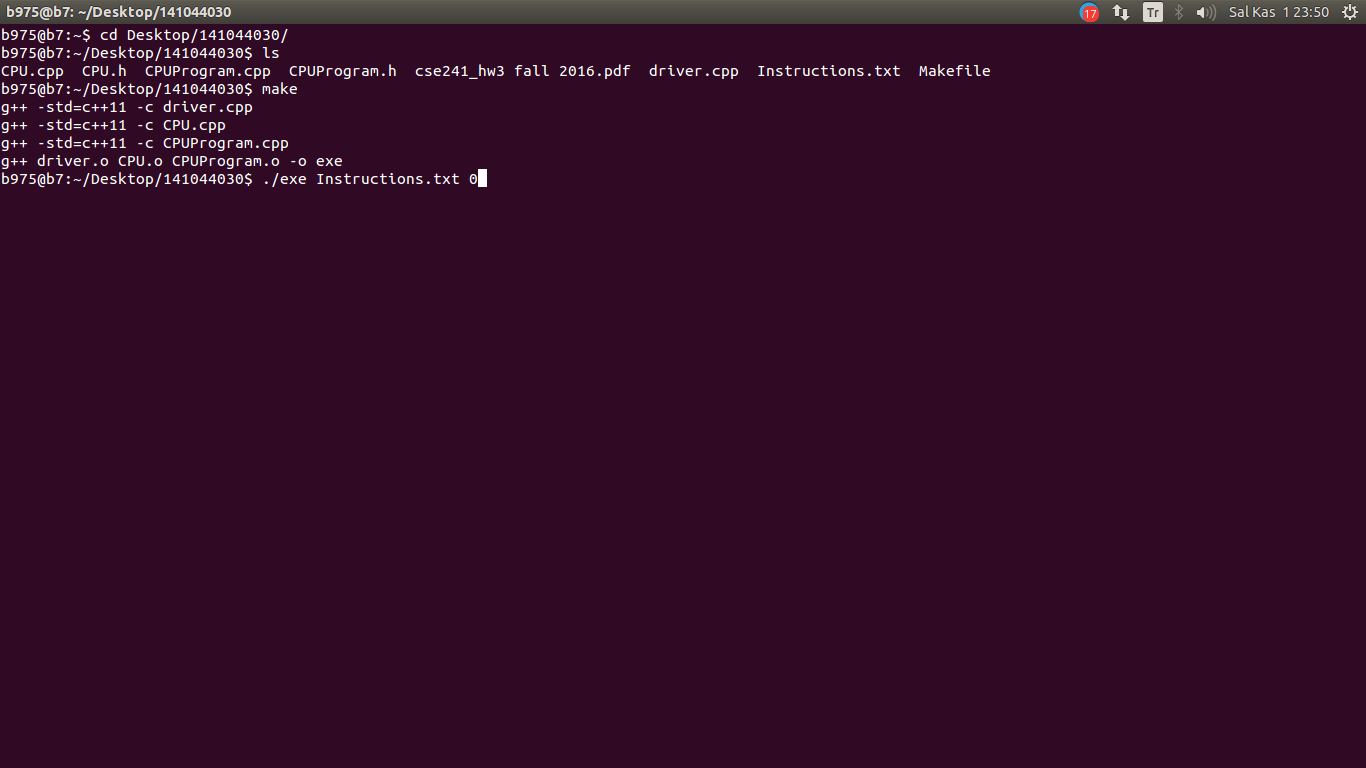 b975@b7: ~/Desktop/141044030 17 Tr Sal Kas 1 23:50
b975@b7:~$ cd Desktop/141044030/
b975@b7:~/Desktop/141044030$ ls
CPU.cpp  CPU.h  CPUProgram.cpp  CPUProgram.h  cse241_hw3 fall 2016.pdf  driver.cpp  Instructions.txt  Makefile
b975@b7:~/Desktop/141044030$ make
g++ -std=c++11 -c driver.cpp
g++ -std=c++11 -c CPU.cpp
g++ -std=c++11 -c CPUProgram.cpp
g++ driver.o CPU.o CPUProgram.o -o exe
b975@b7:~/Desktop/141044030$ ./exe Instructions.txt 0